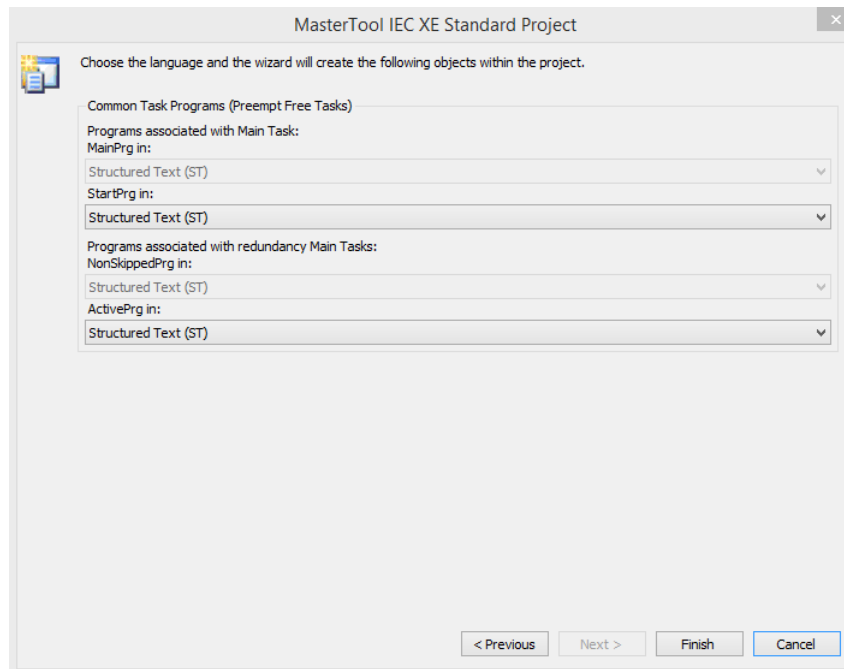 MasterTool IEC XE Standard Project
Choose the language and the wizard will create the following objects within the project.
Common Task Programs (Preempt Free Tasks)
Programs associated with Main Task:
MainPrg in:
Structured Text (ST)
StartPrg in:
Structured Text (ST)
Programs associated with redundancy Main Tasks:
NonSkippedPrg in:
Structured Text (ST)
ActivePrg in:
Structured Text (ST)
< Previous Next > Finish Cancel